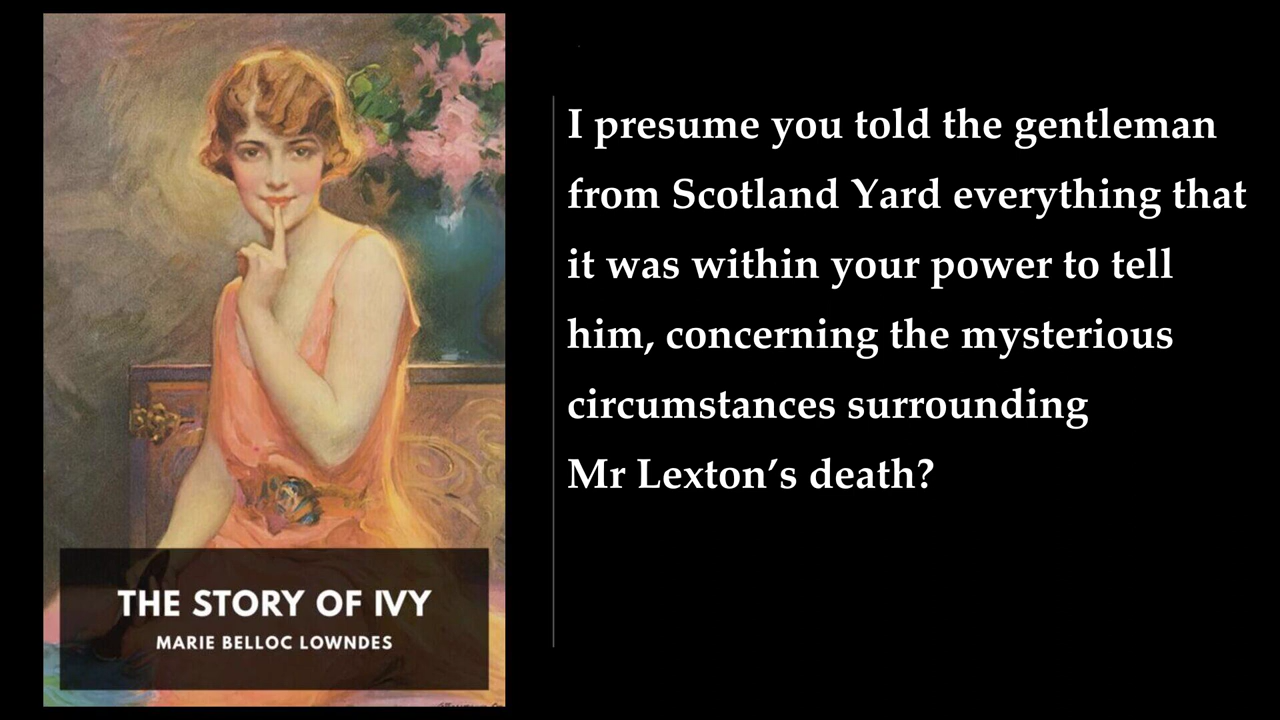 THE STORY OF IVY
MARIE BELLOC LOWNDES
I presume you told the gentleman
from Scotland Yard everything that
it was within your power to tell
him, concerning the mysterious
circumstances surrounding
Mr Lexton’s death?